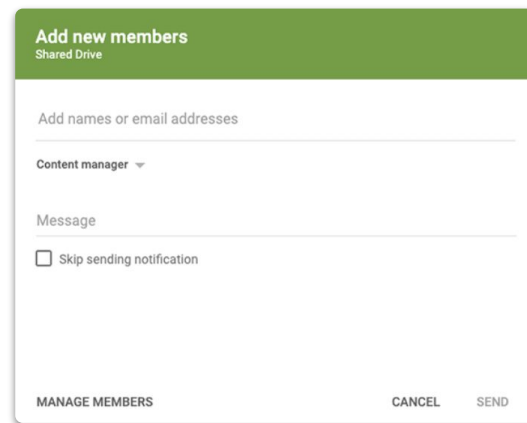 Add new members
Shared Drive
Add names or email addresses
Content manager
Message
Skip sending notification
MANAGE MEMBERS CANCEL SEND